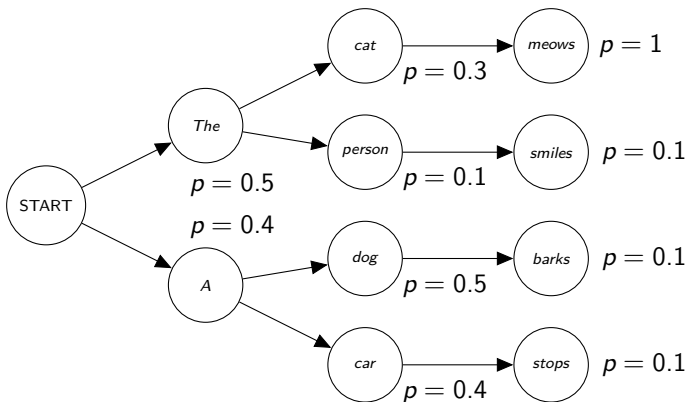 cat
meows
p = 1
p = 0.3
The
person
smiles
p = 0.1
p = 0.1
p = 0.5
START
p = 0.4
A
dog
barks
p = 0.1
p = 0.5
car
stops
p = 0.1
p = 0.4